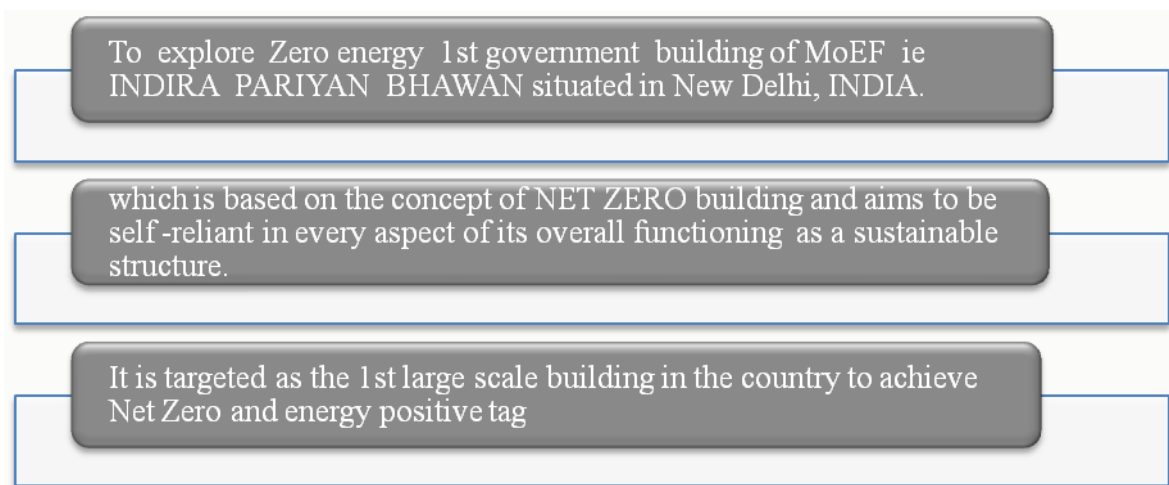 To explore Zero energy 1st government building of MoEF ie
INDIRA PARIYAN BHAWAN situated in New Delhi, INDIA.
which is based on the concept of NET ZERO building and aims to be
self-reliant in every aspect of its overall functioning as a sustainable
structure.
It is targeted as the 1st large scale building in the country to achieve
Net Zero and energy positive tag